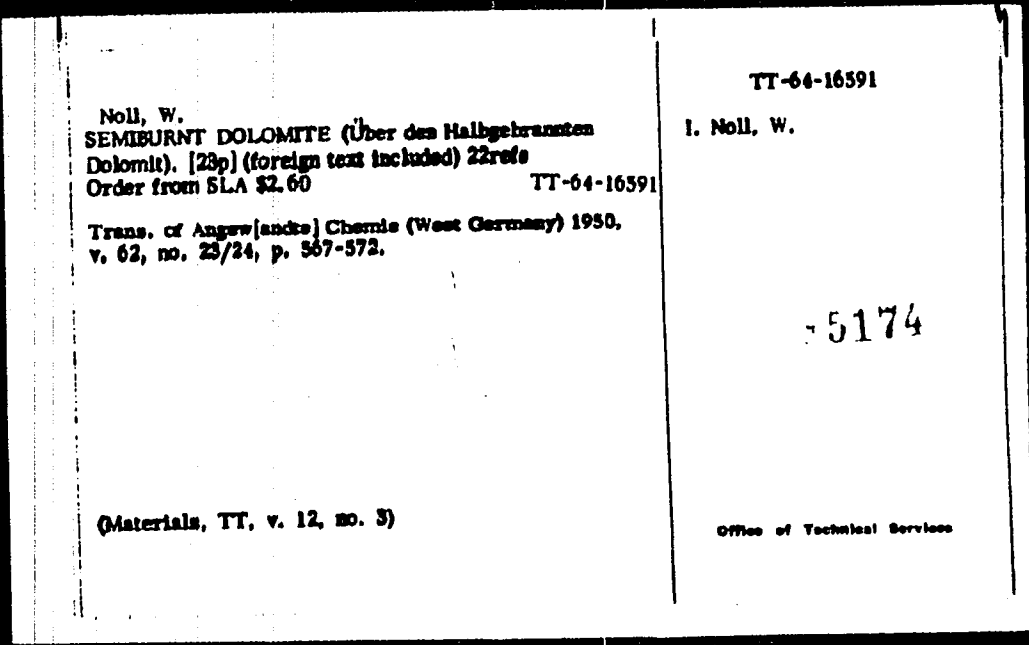 Noll, W.
SEMIBURNT DOLOMITE (Über den Halbgebrannten
Dolomit). [23p] (foreign text included) 22refs
Order from SLA $2.60 TT-64-16591
Trans. of Angew[andte] Chemie (West Germany) 1950,
v. 62, no. 23/24, p. 567-572.
(Materials, TT, v. 12, no. 3)
TT-64-16591
I. Noll, W.
5174
Office of Technical Services